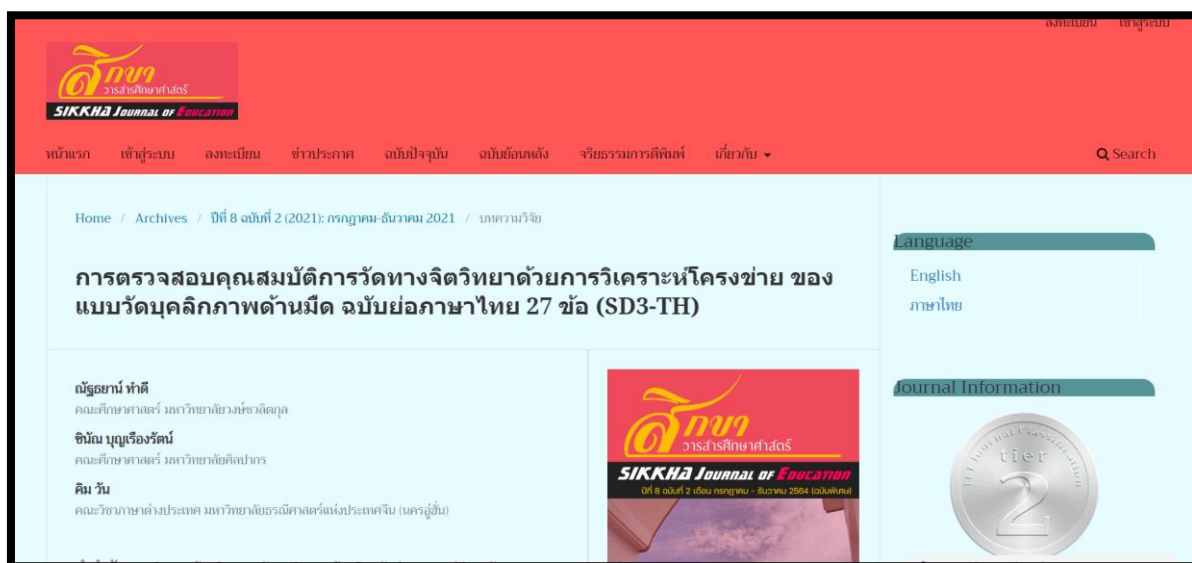 ลงทะเบียน เข้าสู่ระบบ
สิกขา
วารสารศึกษาศาสตร์
SIKKHA JOURNAL OF EDUCATION
หน้าแรก เข้าสู่ระบบ ลงทะเบียน ข่าวประกาศ ฉบับปัจจุบัน ฉบับย้อนหลัง จริยธรรมการตีพิมพ์ เกี่ยวกับ Search
Home / Archives / ปีที่ 8 ฉบับที่ 2 (2021): กรกฎาคม-ธันวาคม 2021 / บทความวิจัย
การตรวจสอบคุณสมบัติการวัดทางจิตวิทยาด้วยการวิเคราะห์โครงข่าย ของ
แบบวัดบุคลิกภาพด้านมืด ฉบับย่อภาษาไทย 27 ข้อ (SD3-TH)
ณัฐธยาน์ ทำดี
คณะศึกษาศาสตร์ มหาวิทยาลัยวงษ์ชวลิตกุล
ชินัณ บุญเรืองรัตน์
คณะศึกษาศาสตร์ มหาวิทยาลัยศิลปากร
คิม วัน
คณะวิชาภาษาต่างประเทศ มหาวิทยาลัยธรณีศาสตร์แห่งประเทศจีน (นครอู่ฮั่น)
สิกขา
วารสารศึกษาศาสตร์
SIKKHA JOURNAL OF EDUCATION
ปีที่ 8 ฉบับที่ 2 เดือน กรกฎาคม - ธันวาคม 2564 (ฉบับพิเศษ)
Language
English
ภาษาไทย
Journal Information
TCI Journal Classification
tier
2